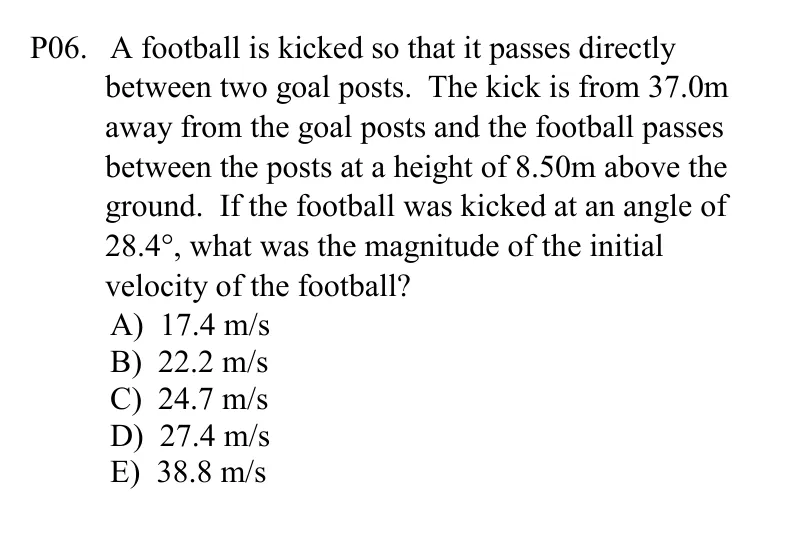 P06. A football is kicked so that it passes directly
between two goal posts. The kick is from 37.0m
away from the goal posts and the football passes
between the posts at a height of 8.50m above the
ground. If the football was kicked at an angle of
28.4°, what was the magnitude of the initial
velocity of the football?
A) 17.4 m/s
B) 22.2 m/s
C) 24.7 m/s
D) 27.4 m/s
E) 38.8 m/s